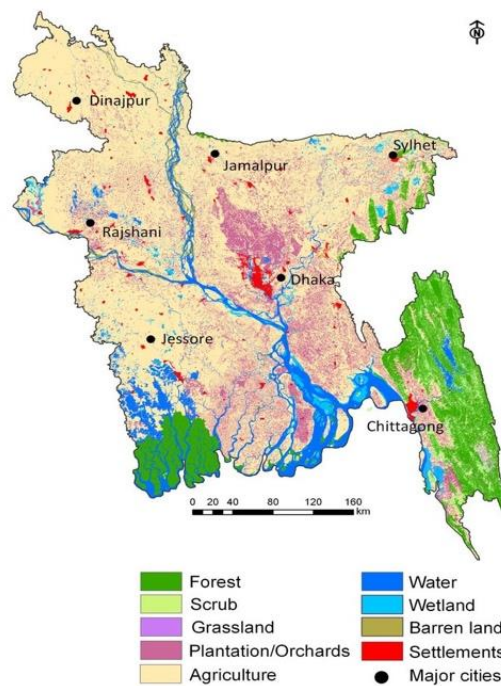 N
Dinajpur
Sylhet
Jamalpur
Rajshani
Dhaka
Jessore
Chittagong
0 20 40 80 120 160
km
Forest
Scrub
Grassland
Plantation/Orchards
Agriculture
Water
Wetland
Barren land
Settlements
Major cities